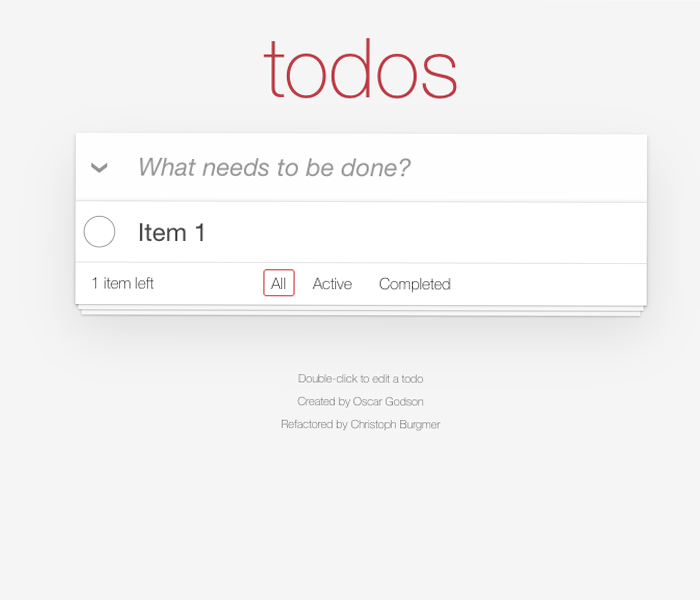 todos
What needs to be done?
Item 1
1 item left All Active Completed
Double-click to edit a todo
Created by Oscar Godson
Refactored by Christoph Burgmer